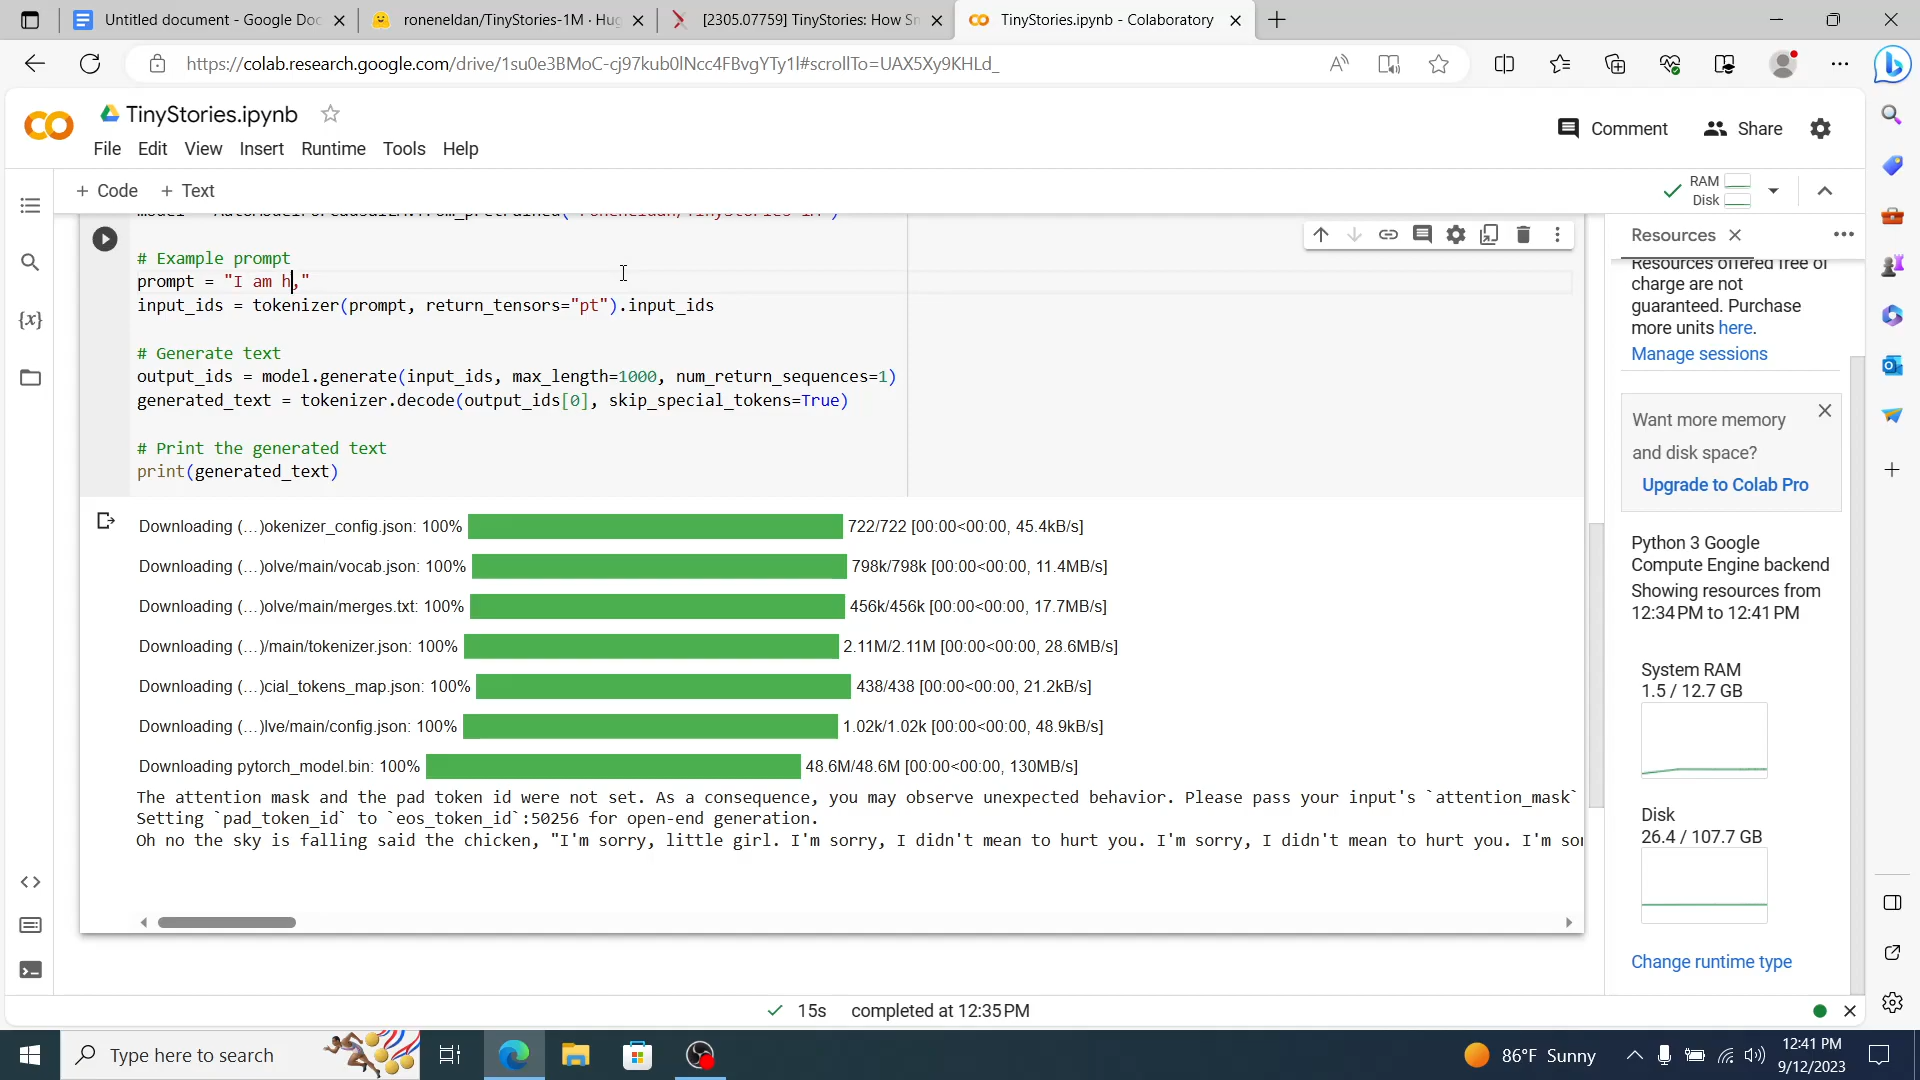 Untitled document - Google Doc
roneneldan/TinyStories-1M · Hug
[2305.07759] TinyStories: How Sn
TinyStories.ipynb - Colaboratory
https://colab.research.google.com/drive/1su0e3BMoC-cj97kub0lNcc4FBvgYTy1l#scrollTo=UAX5Xy9KHLd_
TinyStories.ipynb
File Edit View Insert Runtime Tools Help
Comment
Share
+ Code + Text
RAM
Disk
model = AutoModelForCausalLM.from_pretrained("roneneldan/TinyStories-1M")
# Example prompt
prompt = "I am h,"
input_ids = tokenizer(prompt, return_tensors="pt").input_ids
# Generate text
output_ids = model.generate(input_ids, max_length=1000, num_return_sequences=1)
generated_text = tokenizer.decode(output_ids[0], skip_special_tokens=True)
# Print the generated text
print(generated_text)
Downloading (…)okenizer_config.json: 100% 722/722 [00:00<00:00, 45.4kB/s]
Downloading (…)olve/main/vocab.json: 100% 798k/798k [00:00<00:00, 11.4MB/s]
Downloading (…)olve/main/merges.txt: 100% 456k/456k [00:00<00:00, 17.7MB/s]
Downloading (…)/main/tokenizer.json: 100% 2.11M/2.11M [00:00<00:00, 28.6MB/s]
Downloading (…)cial_tokens_map.json: 100% 438/438 [00:00<00:00, 21.2kB/s]
Downloading (…)lve/main/config.json: 100% 1.02k/1.02k [00:00<00:00, 48.9kB/s]
Downloading pytorch_model.bin: 100% 48.6M/48.6M [00:00<00:00, 130MB/s]
The attention mask and the pad token id were not set. As a consequence, you may observe unexpected behavior. Please pass your input's `attention_mask`
Setting `pad_token_id` to `eos_token_id`:50256 for open-end generation.
Oh no the sky is falling said the chicken, "I'm sorry, little girl. I'm sorry, I didn't mean to hurt you. I'm sorry, I didn't mean to hurt you. I'm sor
Resources
Resources offered free of
charge are not
guaranteed. Purchase
more units here.
Manage sessions
Want more memory
and disk space?
Upgrade to Colab Pro
Python 3 Google
Compute Engine backend
Showing resources from
12:34 PM to 12:41 PM
System RAM
1.5 / 12.7 GB
Disk
26.4 / 107.7 GB
Change runtime type
15s completed at 12:35 PM
Type here to search
86°F Sunny
12:41 PM
9/12/2023